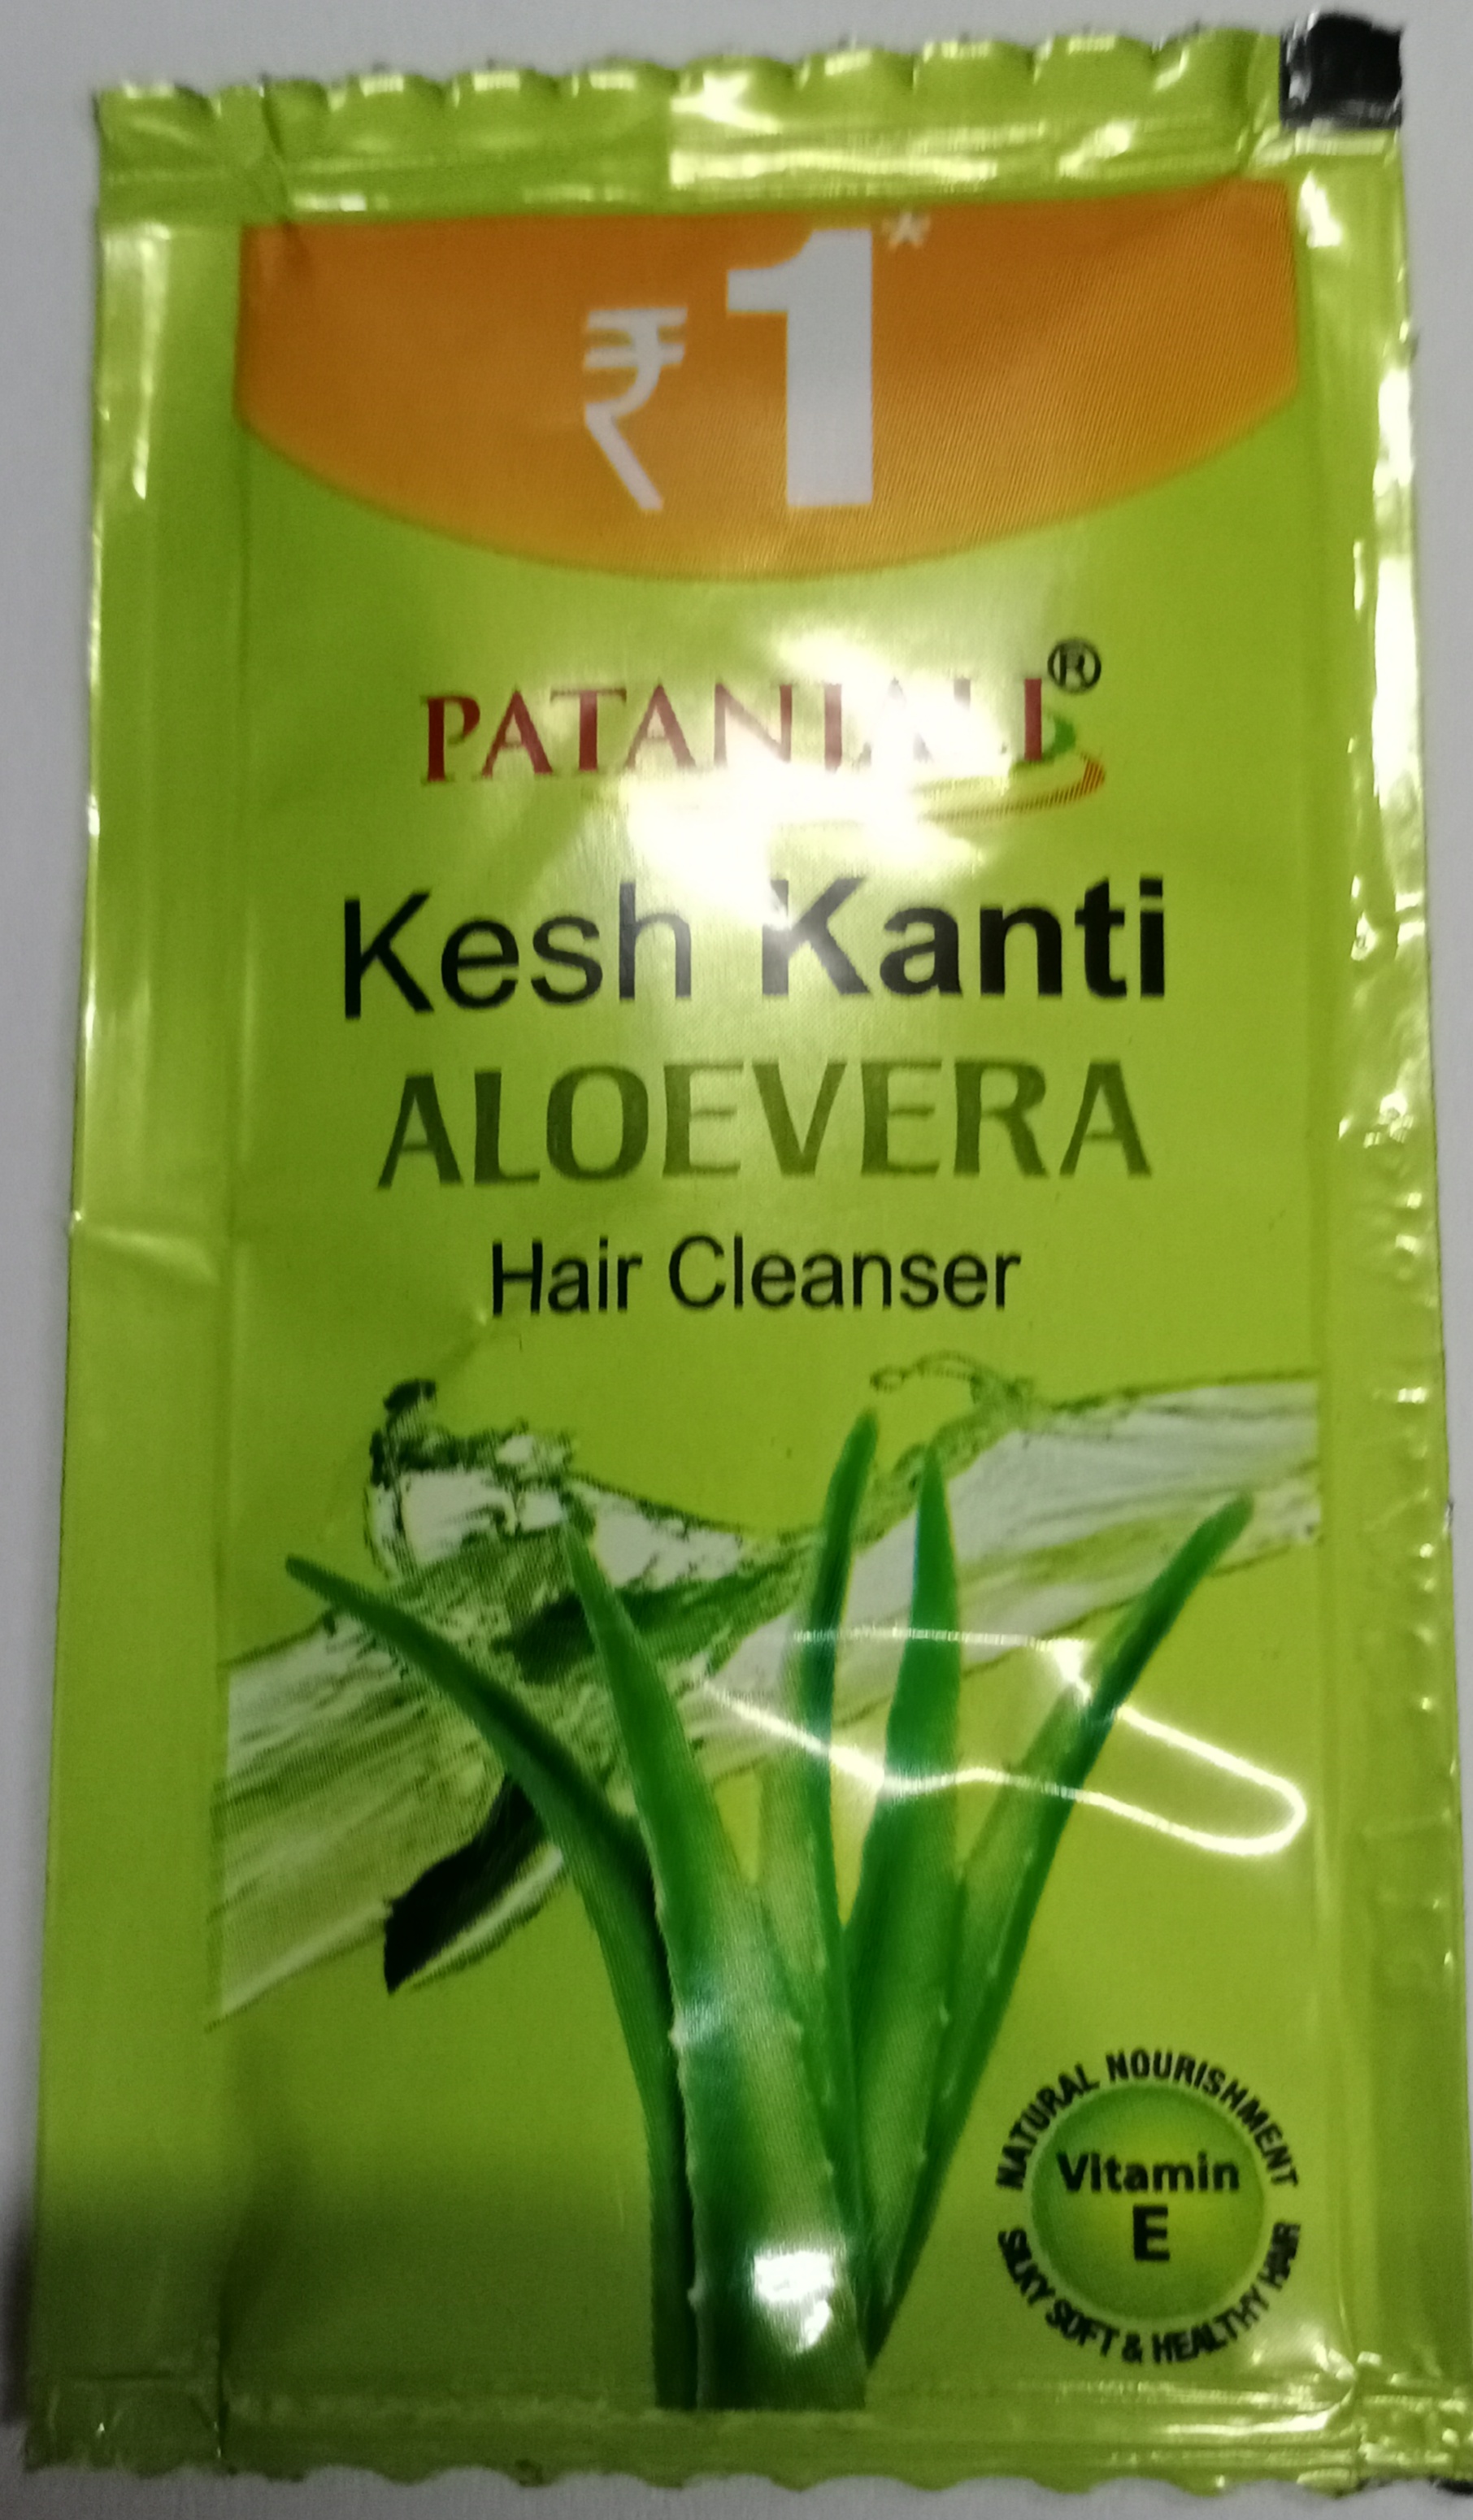 ₹1*
PATANJALI®
Kesh Kanti
ALOEVERA
Hair Cleanser
NATURAL NOURISHMENT
Vitamin
E
SILKY SOFT & HEALTHY HAIR